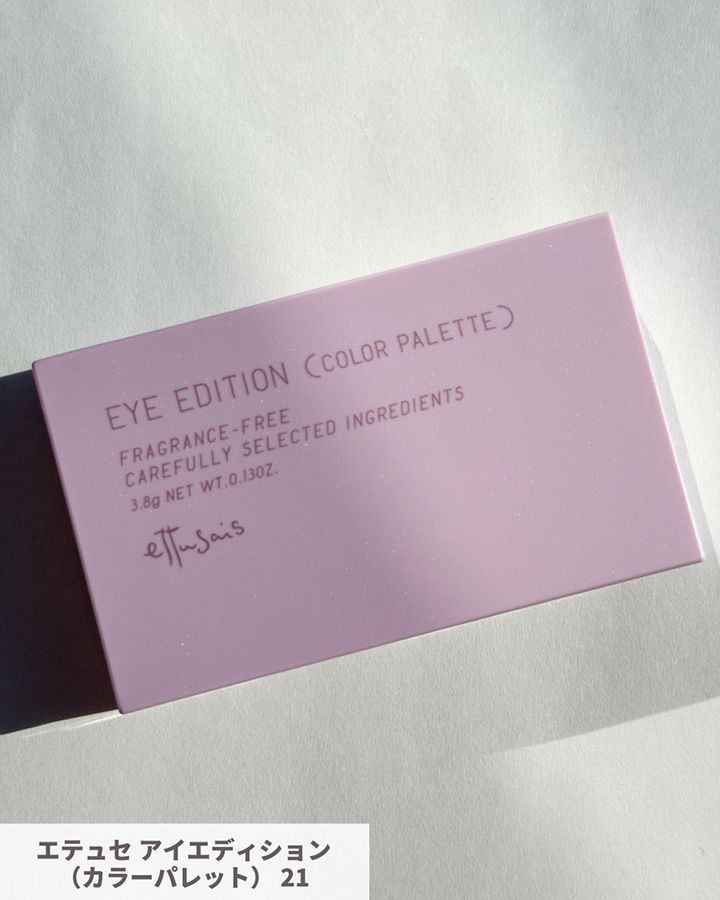 EYE EDITION (COLOR PALETTE)
FRAGRANCE-FREE
CAREFULLY SELECTED INGREDIENTS
3.8g NET WT.0.13OZ.
ettusais
エテュセ アイエディション
（カラーパレット） 21